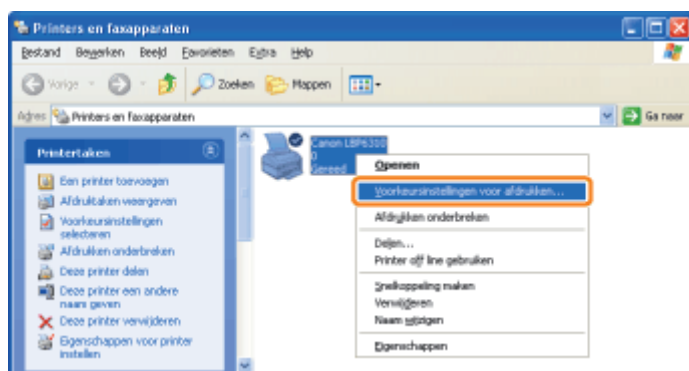 Printers en faxapparaten
Bestand Bewerken Beeld Favorieten Extra Help
Vorige Zoeken Mappen
Adres Printers en faxapparaten Ga naar
Printertaken
Een printer toevoegen
Afdruktaken weergeven
Voorkeursinstellingen
selecteren
Afdrukken onderbreken
Deze printer delen
Deze printer een andere
naam geven
Deze printer verwijderen
Eigenschappen voor printer
instellen
Canon LBP6310
0
Gereed
Openen
Voorkeursinstellingen voor afdrukken...
Afdrukken onderbreken
Delen...
Printer off line gebruiken
Snelkoppeling maken
Verwijderen
Naam wijzigen
Eigenschappen